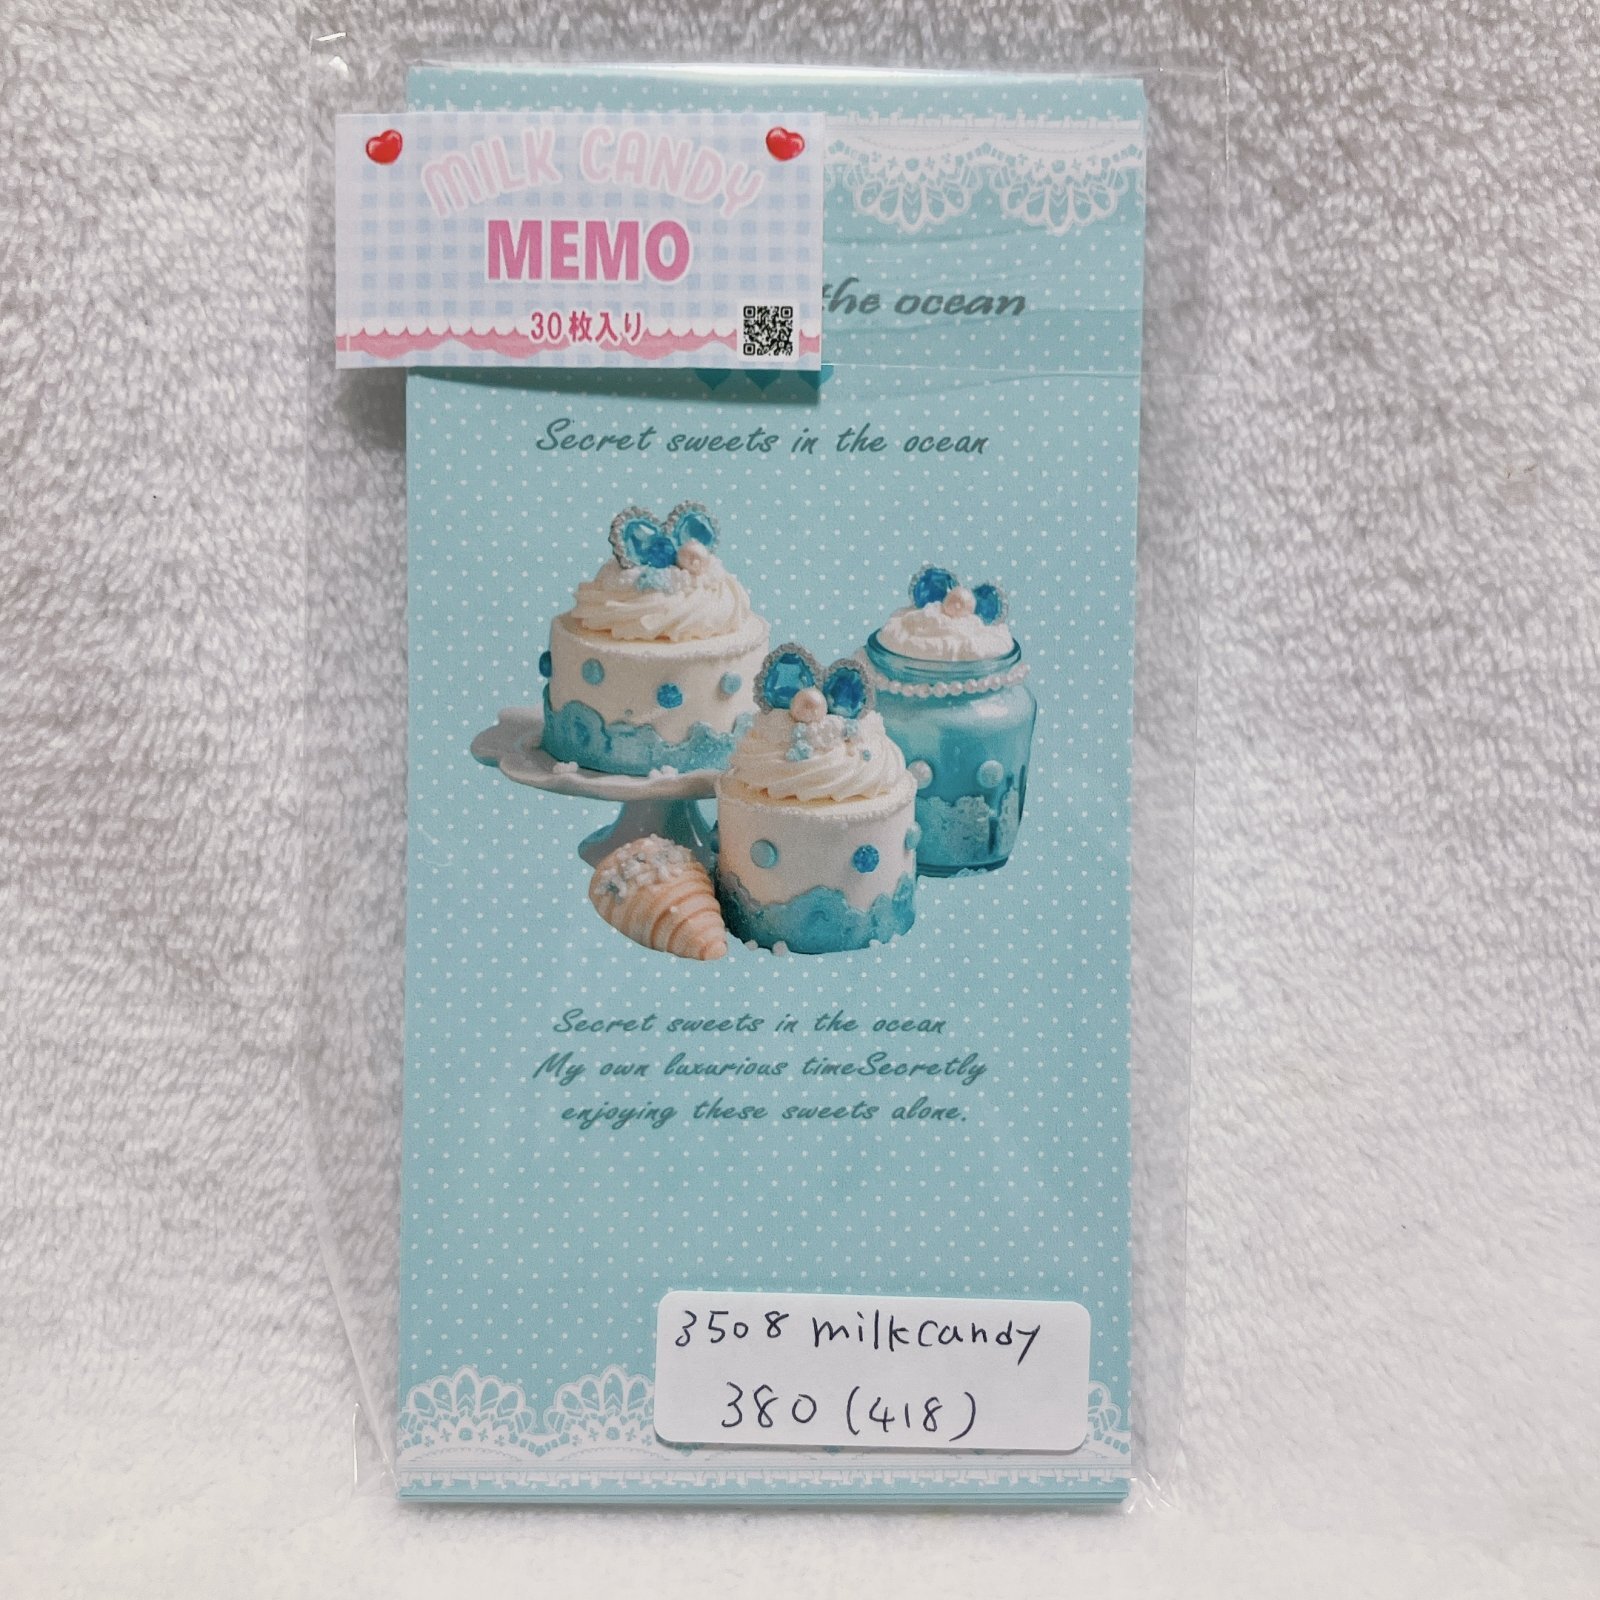 MILK CANDY
MEMO
30枚入り
the ocean
Secret sweets in the ocean
Secret sweets in the ocean
My own luxurious timeSecretly
enjoying these sweets alone.
3508 milkcandy
380 (418)